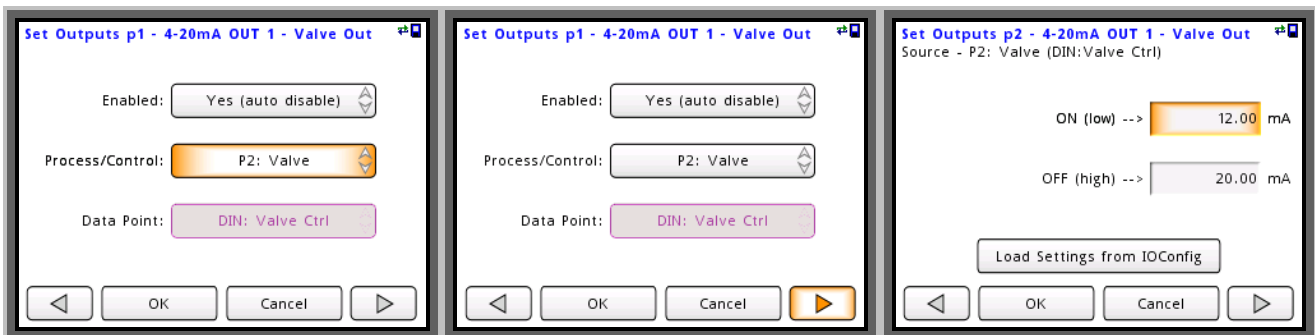 Set Outputs p1 - 4-20mA OUT 1 - Valve Out
Enabled: Yes (auto disable)
Process/Control: P2: Valve
Data Point: DIN: Valve Ctrl
OK Cancel
Set Outputs p1 - 4-20mA OUT 1 - Valve Out
Enabled: Yes (auto disable)
Process/Control: P2: Valve
Data Point: DIN: Valve Ctrl
OK Cancel
Set Outputs p2 - 4-20mA OUT 1 - Valve Out
Source - P2: Valve (DIN:Valve Ctrl)
ON (low) --> 12.00 mA
OFF (high) --> 20.00 mA
Load Settings from IOConfig
OK Cancel